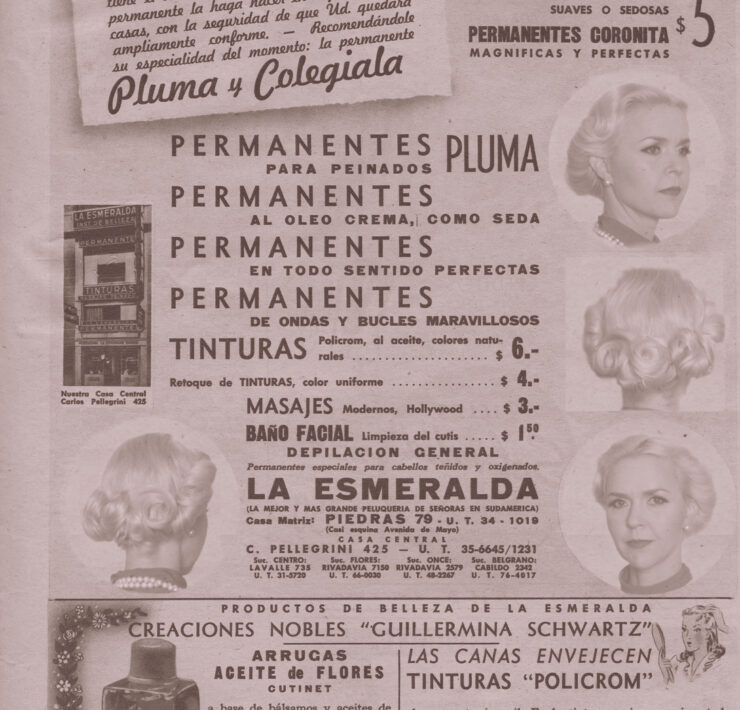 permanente la haga hacer
casas, con la seguridad de que Ud. quedará
ampliamente conforme. — Recomendándole
su especialidad del momento: la permanente
Pluma y Colegiala
SUAVES O SEDOSAS
PERMANENTES CORONITA $ 5
MAGNIFICAS Y PERFECTAS
PERMANENTES PLUMA
PARA PEINADOS
PERMANENTES
AL OLEO CREMA, COMO SEDA
PERMANENTES
EN TODO SENTIDO PERFECTAS
PERMANENTES
DE ONDAS Y BUCLES MARAVILLOSOS
TINTURAS Policrom, al aceite, colores natu-
rales ..................... $ 6.-
Retoque de TINTURAS, color uniforme ............. $ 4.-
MASAJES Modernos, Hollywood .... $ 3.-
BAÑO FACIAL Limpieza del cutis ..... $ 1.50
DEPILACION GENERAL
Permanentes especiales para cabellos teñidos y oxigenados.
LA ESMERALDA
INST. DE BELLEZA
PERMANENTE
TINTURAS
PERMANENTES
Nuestra Casa Central
Carlos Pellegrini 425
LA ESMERALDA
(LA MEJOR Y MAS GRANDE PELUQUERIA DE SEÑORAS EN SUDAMERICA)
Casa Matriz: PIEDRAS 79 - U. T. 34 - 1019
(Casi esquina Avenida de Mayo)
CASA CENTRAL
C. PELLEGRINI 425 — U. T. 35-6645/1231
Suc. CENTRO: Suc. FLORES: Suc. ONCE: Suc. BELGRANO:
LAVALLE 735 RIVADAVIA 7150 RIVADAVIA 2579 CABILDO 2342
U. T. 31-5720 U. T. 66-0030 U. T. 48-2267 U. T. 76-4017
PRODUCTOS DE BELLEZA DE LA ESMERALDA
CREACIONES NOBLES "GUILLERMINA SCHWARTZ"
ARRUGAS
ACEITE de FLORES
CUTINET
a base de bálsamos y aceites de
LAS CANAS ENVEJECEN
TINTURAS "POLICROM"